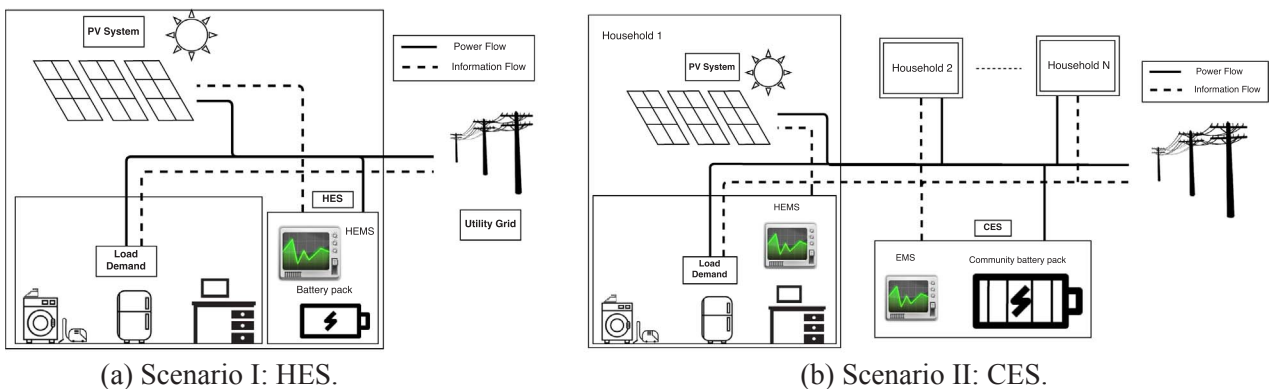 PV System
Power Flow
Information Flow
HES
HEMS
Utility Grid
Load
Demand
Battery pack
(a) Scenario I: HES.
Household 1
PV System
Household 2
Household N
Power Flow
Information Flow
HEMS
CES
Load
Demand
EMS
Community battery pack
(b) Scenario II: CES.